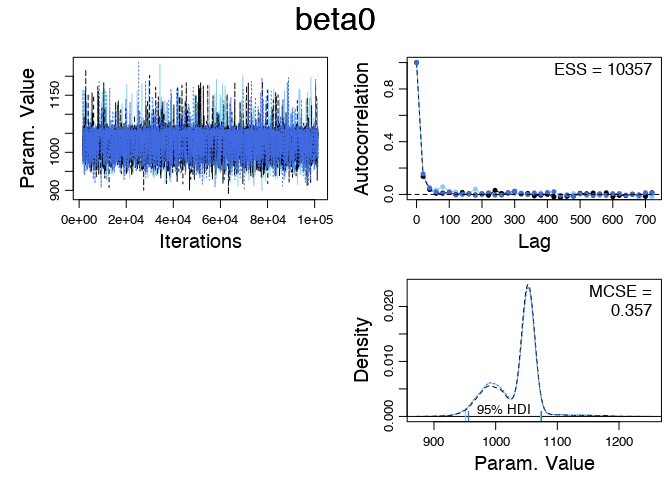 beta0
Param. Value
900
1000
1100
0e+00 2e+04 4e+04 6e+04 8e+04 1e+05
Iterations
Autocorrelation
0.0
0.4
0.8
ESS = 10357
0 100 200 300 400 500 600 700
Lag
Density
0.000
0.010
0.020
MCSE =
0.357
95% HDI
900 1000 1100 1200
Param. Value